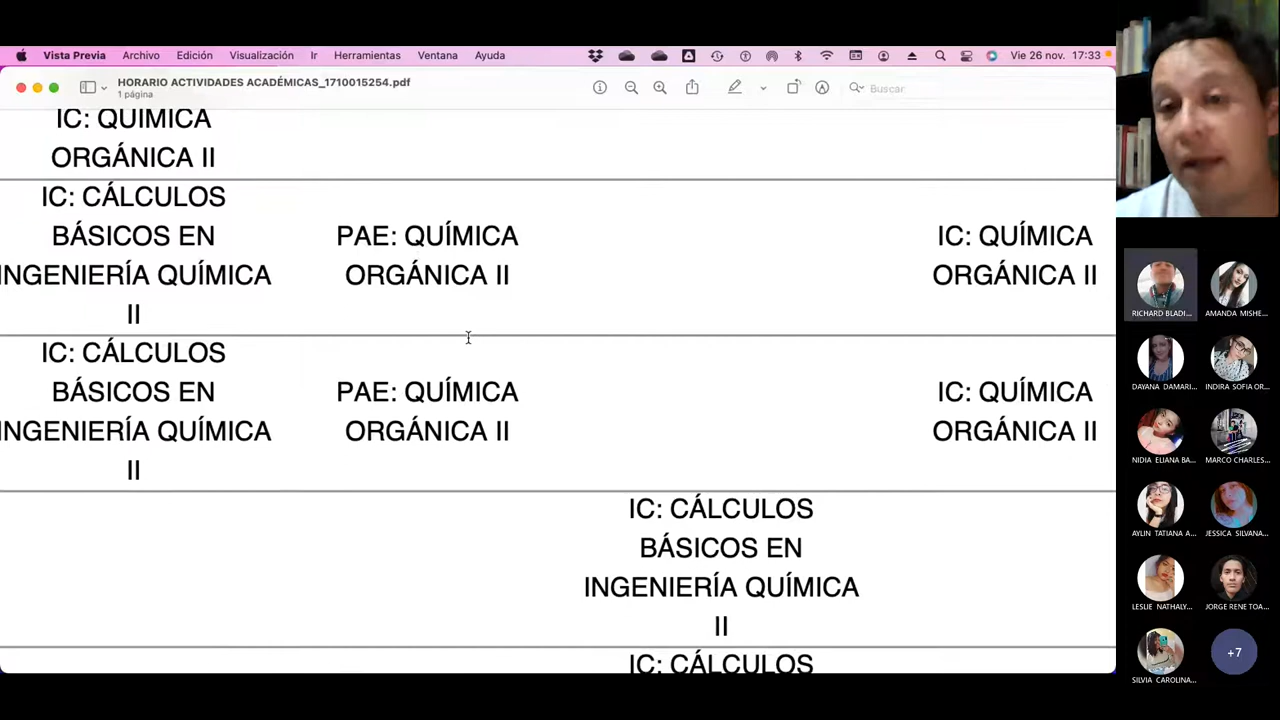 Vista Previa Archivo Edición Visualización Ir Herramientas Ventana Ayuda Vie 26 nov. 17:33
HORARIO ACTIVIDADES ACADÉMICAS_1710015254.pdf
1 página
Buscar
IC: QUÍMICA
ORGÁNICA II
IC: CÁLCULOS
BÁSICOS EN
INGENIERÍA QUÍMICA
II
PAE: QUÍMICA
ORGÁNICA II
IC: QUÍMICA
ORGÁNICA II
IC: CÁLCULOS
BÁSICOS EN
INGENIERÍA QUÍMICA
II
PAE: QUÍMICA
ORGÁNICA II
IC: QUÍMICA
ORGÁNICA II
IC: CÁLCULOS
BÁSICOS EN
INGENIERÍA QUÍMICA
II
IC: CÁLCULOS
RICHARD BLADI...
AMANDA MISHE...
DAYANA DAMARI...
INDIRA SOFIA OR...
NIDIA ELIANA BA...
MARCO CHARLES...
AYLIN TATIANA A...
JESSICA SILVANA...
LESLIE NATHALY...
JORGE RENE TOA...
SILVIA CAROLINA...
+7